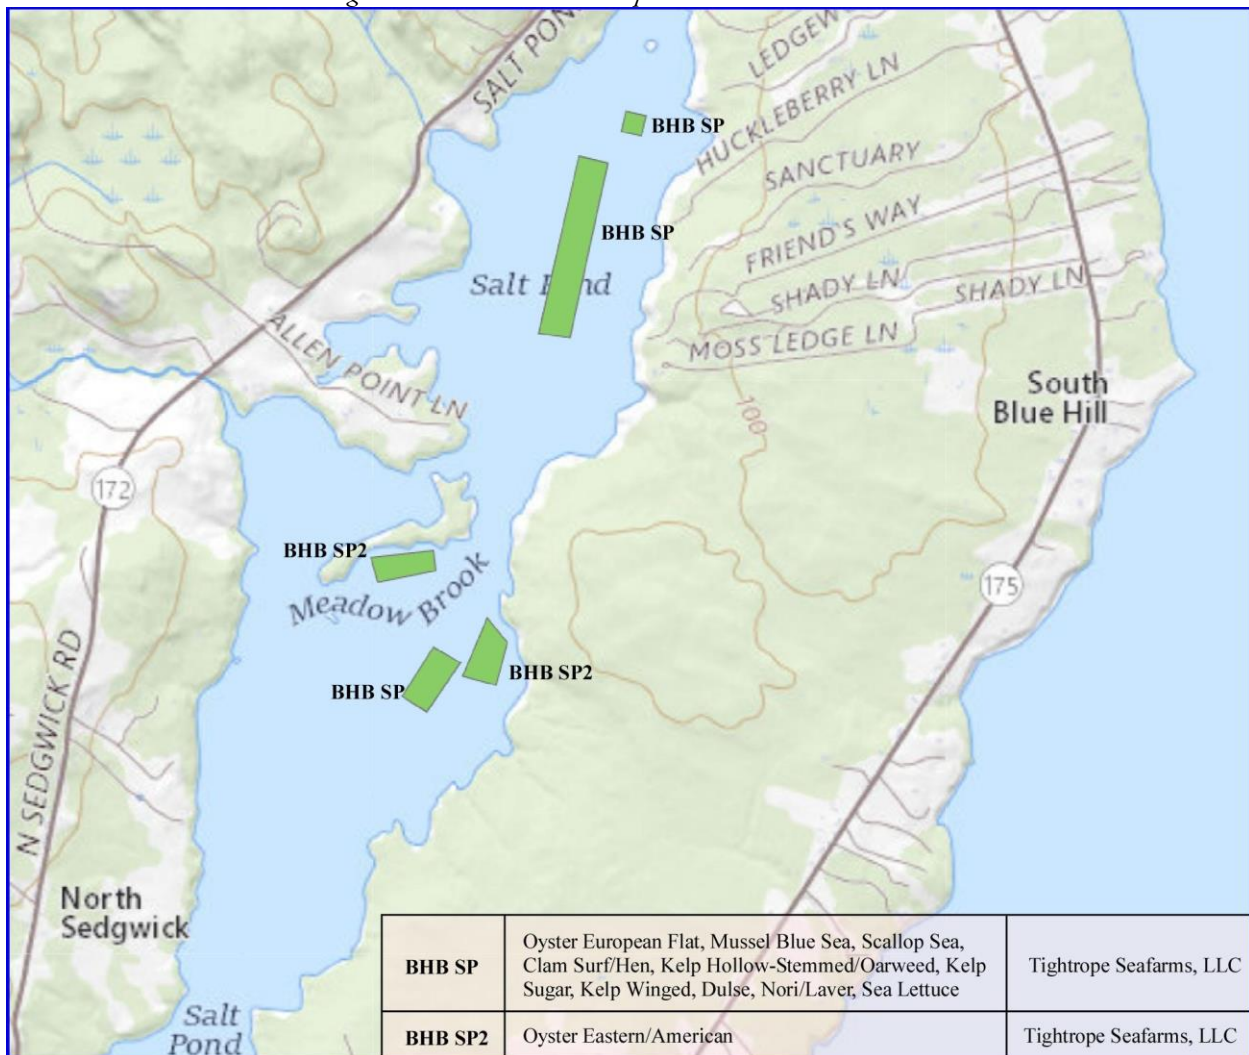 SALT POND
LEDGEW
HUCKLEBERRY LN
BHB SP
SANCTUARY
BHB SP
FRIEND'S WAY
Salt Pond
SHADY LN
SHADY LN
MOSS LEDGE LN
ALLEN POINT LN
South
Blue Hill
100
172
BHB SP2
Meadow Brook
175
BHB SP2
BHB SP
N SEDGWICK RD
North
Sedgwick
Salt
Pond
BHB SP
Oyster European Flat, Mussel Blue Sea, Scallop Sea,
Clam Surf/Hen, Kelp Hollow-Stemmed/Oarweed, Kelp
Sugar, Kelp Winged, Dulse, Nori/Laver, Sea Lettuce
Tightrope Seafarms, LLC
BHB SP2
Oyster Eastern/American
Tightrope Seafarms, LLC